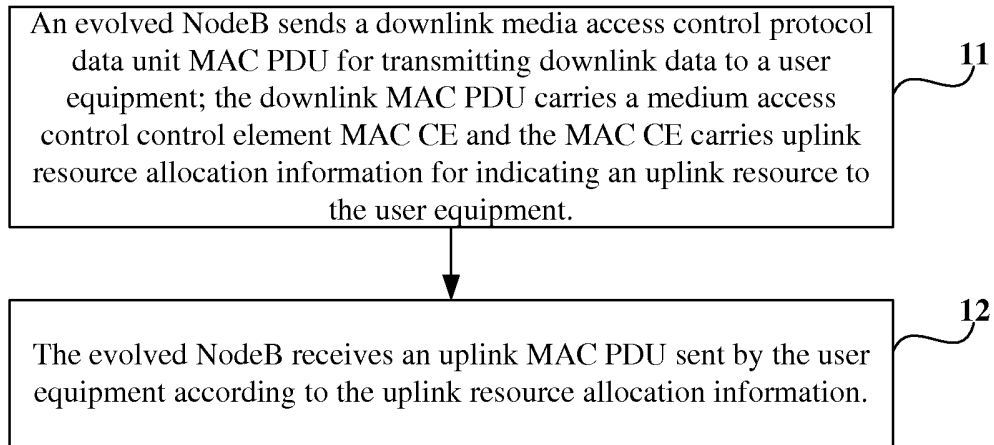 An evolved NodeB sends a downlink media access control protocol
data unit MAC PDU for transmitting downlink data to a user
equipment; the downlink MAC PDU carries a medium access
control control element MAC CE and the MAC CE carries uplink
resource allocation information for indicating an uplink resource to
the user equipment.
11
The evolved NodeB receives an uplink MAC PDU sent by the user
equipment according to the uplink resource allocation information.
12